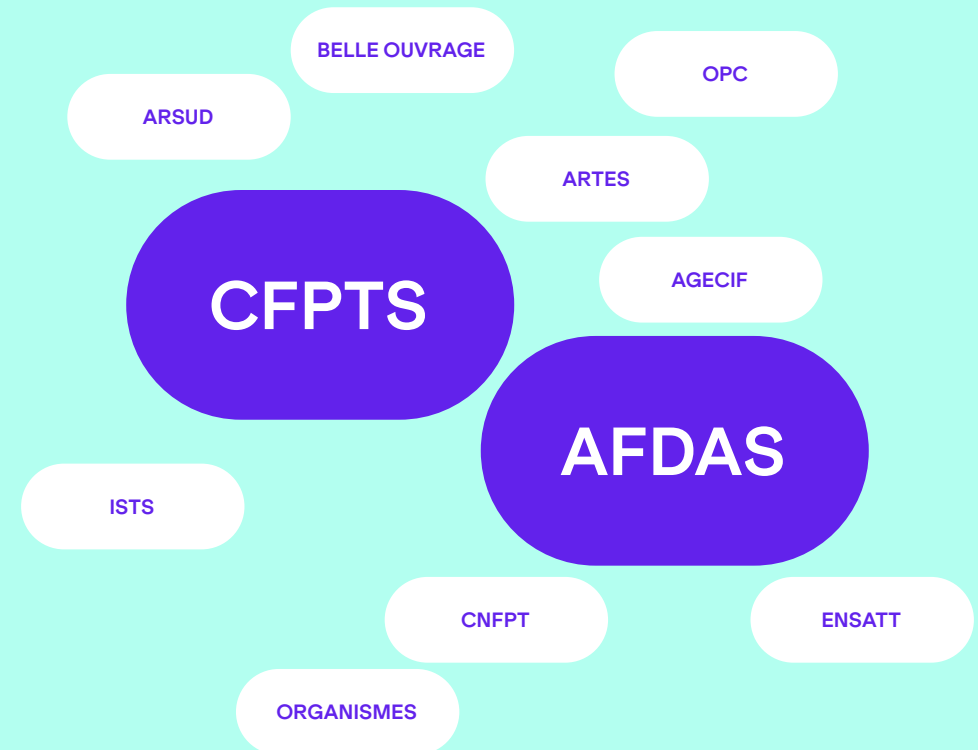 BELLE OUVRAGE
OPC
ARSUD
ARTES
AGECIF
CFPTS
AFDAS
ISTS
CNFPT
ENSATT
ORGANISMES